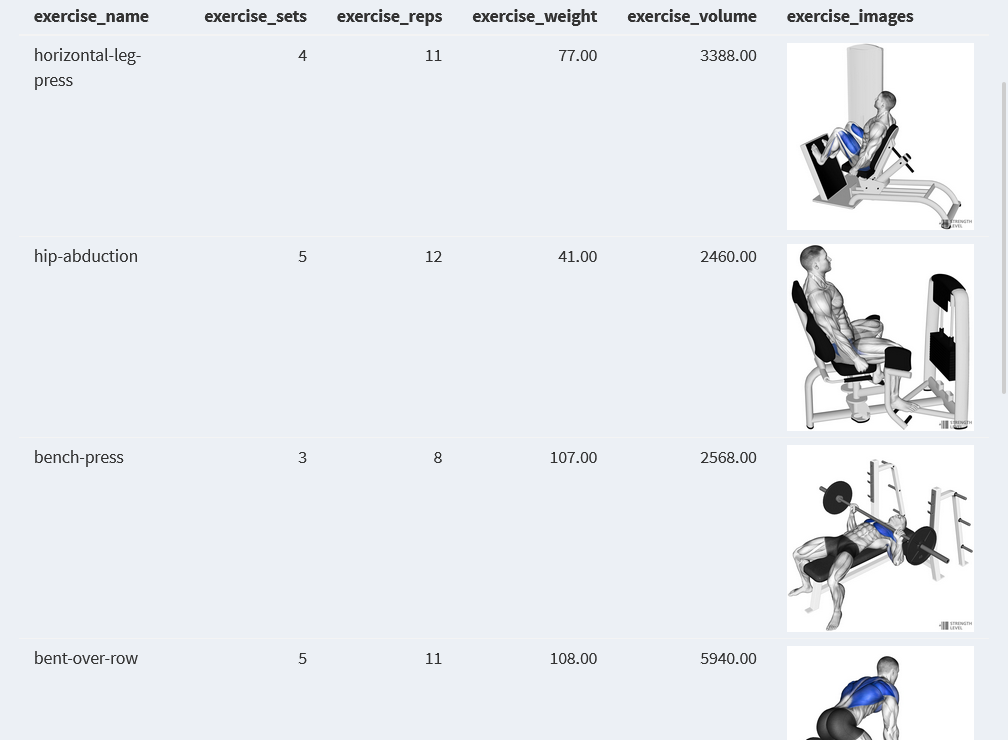 exercise_name exercise_sets exercise_reps exercise_weight exercise_volume exercise_images
horizontal-leg-
press 4 11 77.00 3388.00
STRENGTH
LEVEL
hip-abduction 5 12 41.00 2460.00
STRENGTH
LEVEL
bench-press 3 8 107.00 2568.00
STRENGTH
LEVEL
bent-over-row 5 11 108.00 5940.00